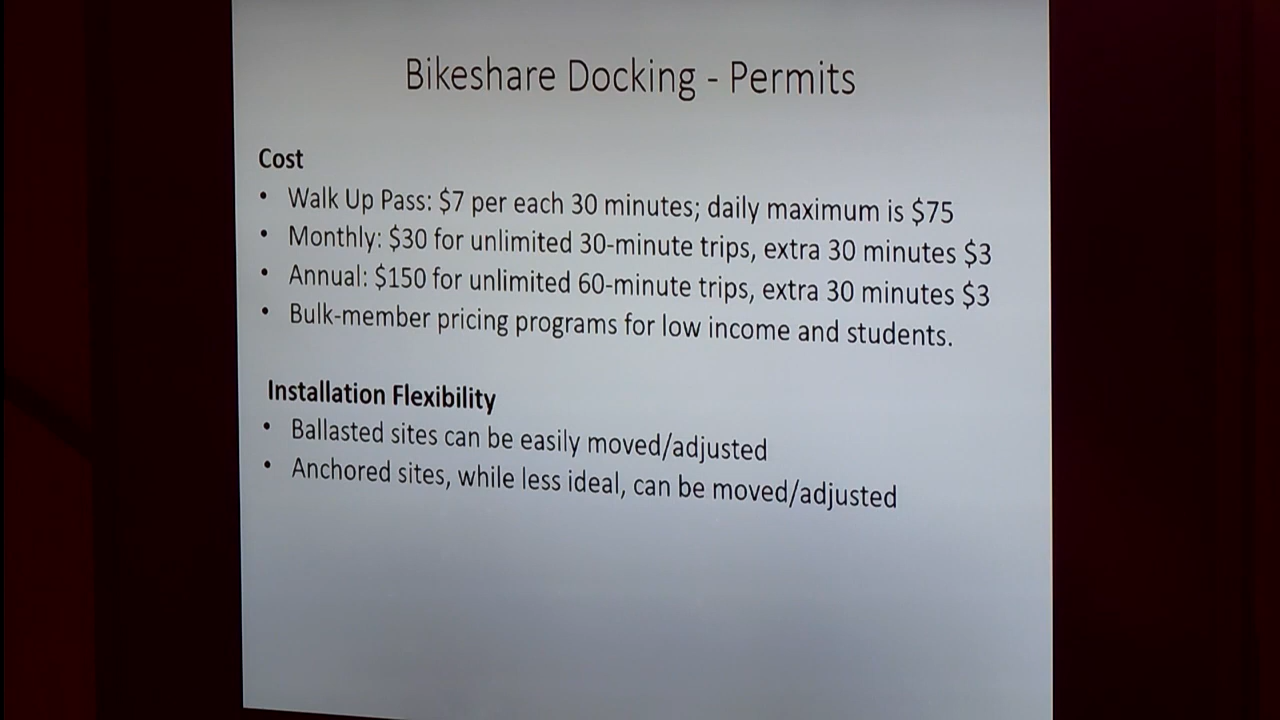 Bikeshare Docking - Permits
Cost
• Walk Up Pass: $7 per each 30 minutes; daily maximum is $75
• Monthly: $30 for unlimited 30-minute trips, extra 30 minutes $3
• Annual: $150 for unlimited 60-minute trips, extra 30 minutes $3
• Bulk-member pricing programs for low income and students.
Installation Flexibility
• Ballasted sites can be easily moved/adjusted
• Anchored sites, while less ideal, can be moved/adjusted